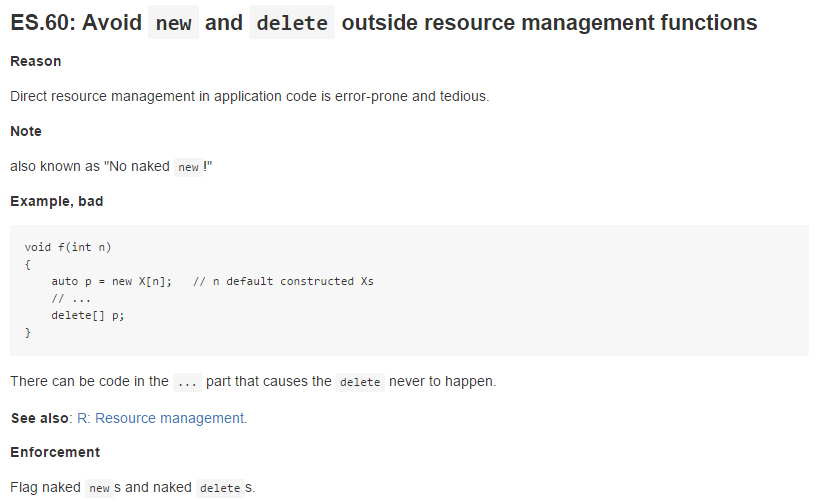 ES.60: Avoid new and delete outside resource management functions
Reason
Direct resource management in application code is error-prone and tedious.
Note
also known as "No naked new !"
Example, bad
void f(int n)
{
    auto p = new X[n];   // n default constructed Xs
    // ...
    delete[] p;
}
There can be code in the ... part that causes the delete never to happen.
See also: R: Resource management.
Enforcement
Flag naked new s and naked delete s.